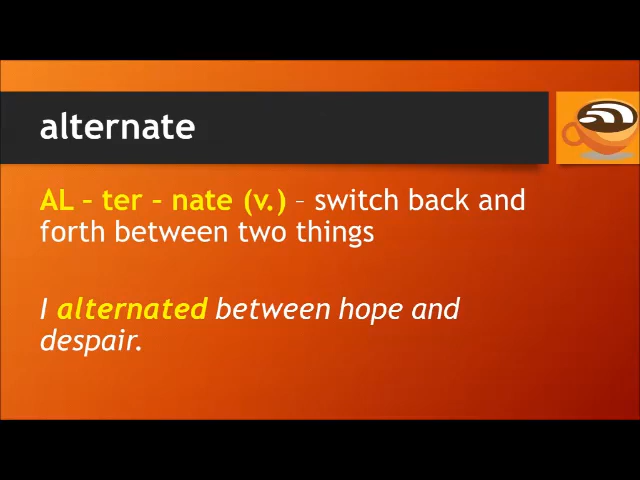 alternate
AL – ter – nate (v.) – switch back and
forth between two things
I alternated between hope and
despair.